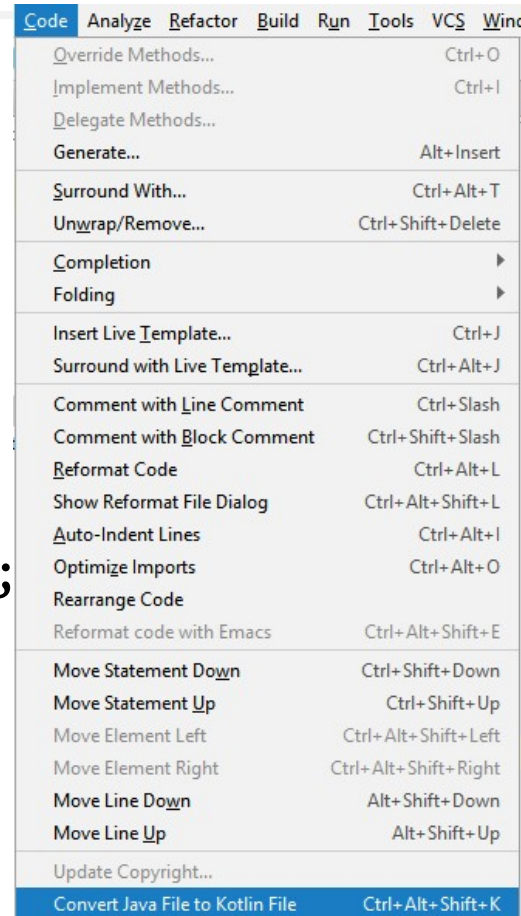 Code Analyze Refactor Build Run Tools VCS Wind
Override Methods... Ctrl+O
Implement Methods... Ctrl+I
Delegate Methods...
Generate... Alt+Insert
Surround With... Ctrl+Alt+T
Unwrap/Remove... Ctrl+Shift+Delete
Completion
Folding
Insert Live Template... Ctrl+J
Surround with Live Template... Ctrl+Alt+J
Comment with Line Comment Ctrl+Slash
Comment with Block Comment Ctrl+Shift+Slash
Reformat Code Ctrl+Alt+L
Show Reformat File Dialog Ctrl+Alt+Shift+L
Auto-Indent Lines Ctrl+Alt+I
; Optimize Imports Ctrl+Alt+O
Rearrange Code
Reformat code with Emacs Ctrl+Alt+Shift+E
Move Statement Down Ctrl+Shift+Down
Move Statement Up Ctrl+Shift+Up
Move Element Left Ctrl+Alt+Shift+Left
Move Element Right Ctrl+Alt+Shift+Right
Move Line Down Alt+Shift+Down
Move Line Up Alt+Shift+Up
Update Copyright...
Convert Java File to Kotlin File Ctrl+Alt+Shift+K